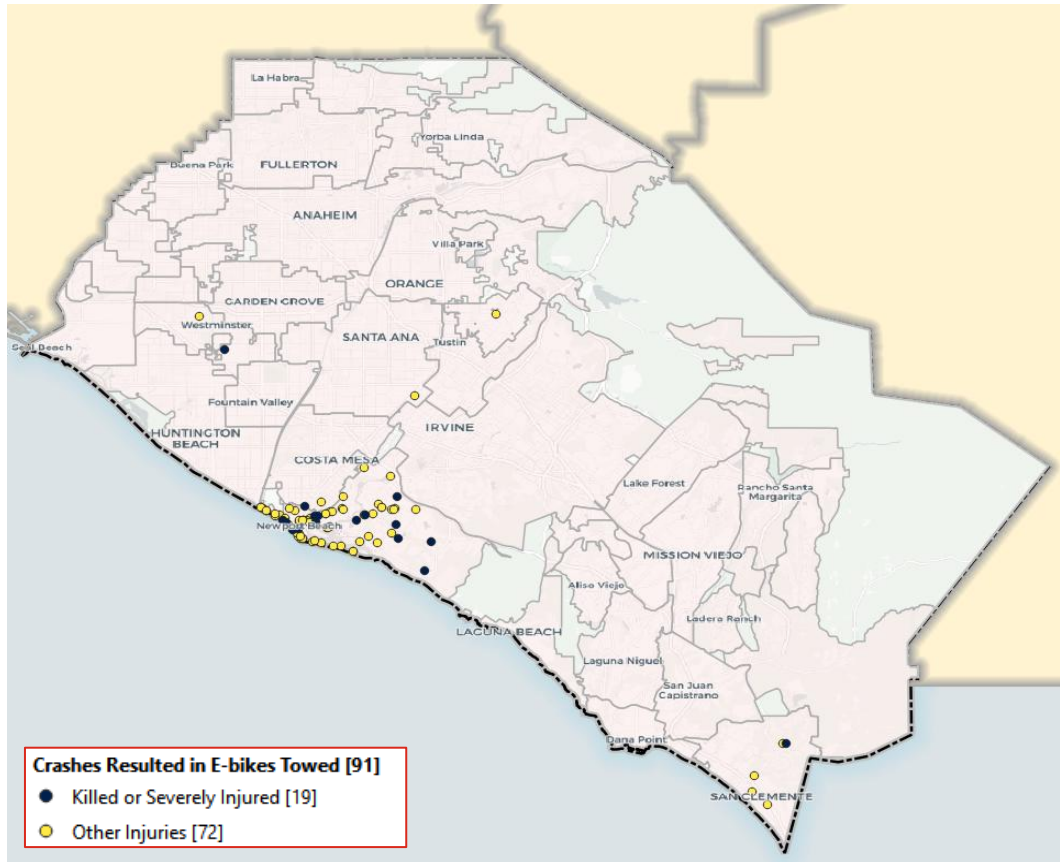 La Habra
Yorba Linda
FULLERTON
Buena Park
ANAHEIM
Villa Park
ORANGE
GARDEN GROVE
Westminster
SANTA ANA
Tustin
Seal Beach
Fountain Valley
IRVINE
HUNTINGTON
BEACH
COSTA MESA
Lake Forest
Rancho Santa
Margarita
Newport Beach
MISSION VIEJO
Aliso Viejo
Ladera Ranch
LAGUNA BEACH
Laguna Niguel
San Juan
Capistrano
Dana Point
SAN CLEMENTE
Crashes Resulted in E-bikes Towed [91]
Killed or Severely Injured [19]
Other Injuries [72]